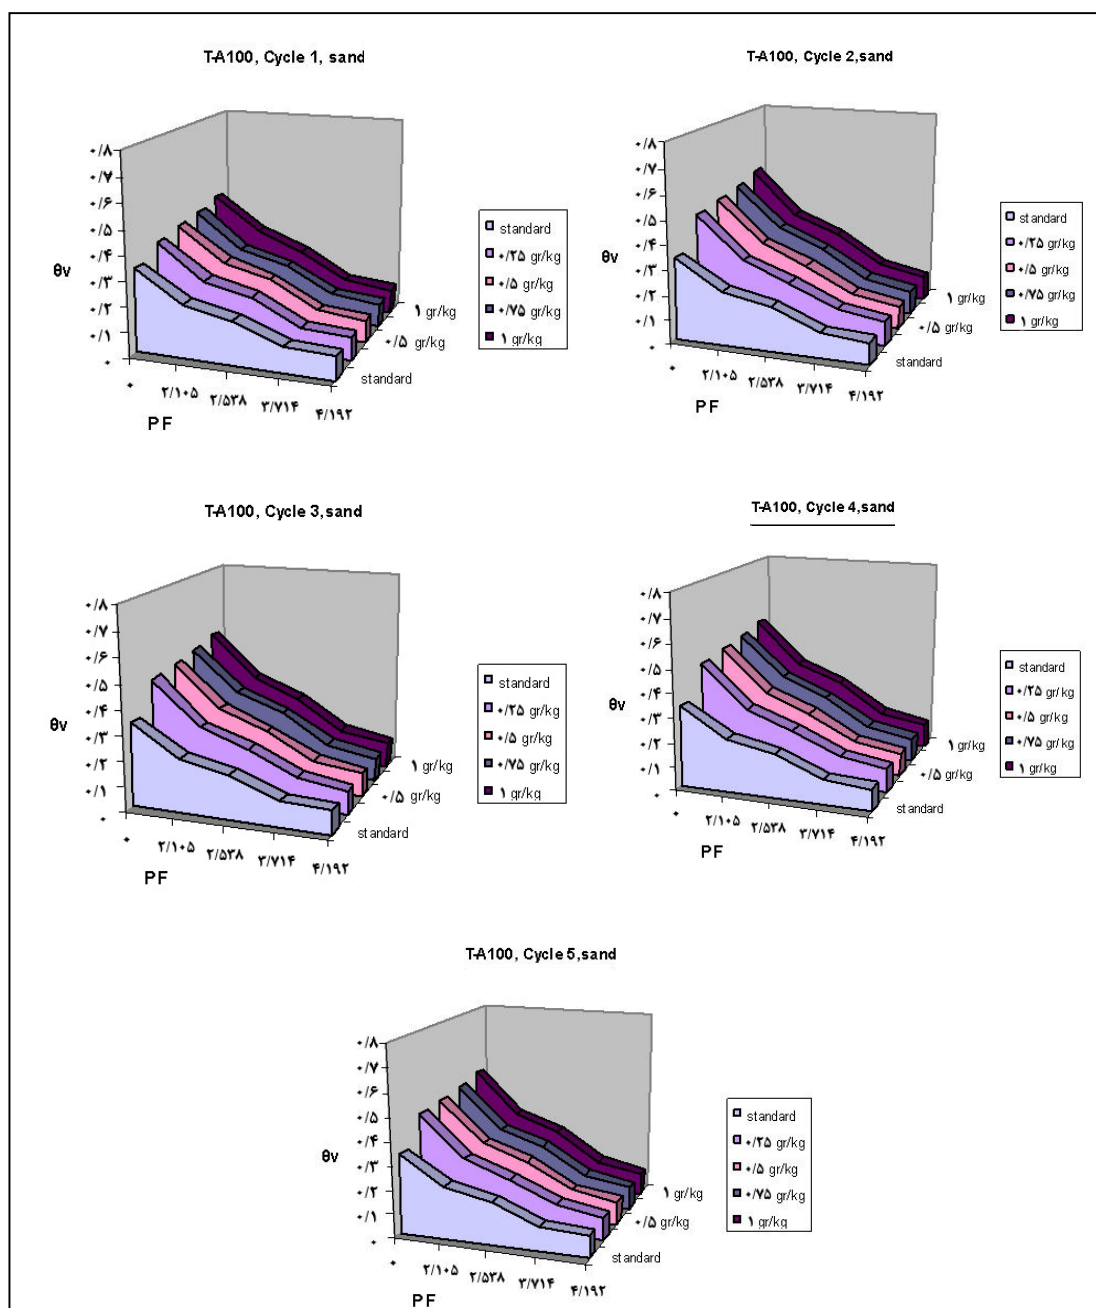 T-A100, Cycle 1, sand
۰/۸
۰/۷
۰/۶
۰/۵
۰/۴
۰/۳
۰/۲
۰/۱
۰
θv
۰
۲/۱۰۵
۲/۵۳۸
۳/۷۱۴
۴/۱۹۲
PF
۱ gr/kg
۰/۵ gr/kg
standard
standard
۰/۲۵ gr/kg
۰/۵ gr/kg
۰/۷۵ gr/kg
۱ gr/kg
T-A100, Cycle 2,sand
۰/۸
۰/۷
۰/۶
۰/۵
۰/۴
۰/۳
۰/۲
۰/۱
۰
θv
۰
۲/۱۰۵
۲/۵۳۸
۳/۷۱۴
۴/۱۹۲
PF
۱ gr/kg
۰/۵ gr/kg
standard
standard
۰/۲۵ gr/kg
۰/۵ gr/kg
۰/۷۵ gr/kg
۱ gr/kg
T-A100, Cycle 3,sand
۰/۸
۰/۷
۰/۶
۰/۵
۰/۴
۰/۳
۰/۲
۰/۱
۰
θv
۰
۲/۱۰۵
۲/۵۳۸
۳/۷۱۴
۴/۱۹۲
PF
۱ gr/kg
۰/۵ gr/kg
standard
standard
۰/۲۵ gr/kg
۰/۵ gr/kg
۰/۷۵ gr/kg
۱ gr/kg
T-A100, Cycle 4,sand
۰/۸
۰/۷
۰/۶
۰/۵
۰/۴
۰/۳
۰/۲
۰/۱
۰
θv
۰
۲/۱۰۵
۲/۵۳۸
۳/۷۱۴
۴/۱۹۲
PF
۱ gr/kg
۰/۵ gr/kg
standard
standard
۰/۲۵ gr/kg
۰/۵ gr/kg
۰/۷۵ gr/kg
۱ gr/kg
T-A100, Cycle 5,sand
۰/۸
۰/۷
۰/۶
۰/۵
۰/۴
۰/۳
۰/۲
۰/۱
۰
θv
۰
۲/۱۰۵
۲/۵۳۸
۳/۷۱۴
۴/۱۹۲
PF
۱ gr/kg
۰/۵ gr/kg
standard
standard
۰/۲۵ gr/kg
۰/۵ gr/kg
۰/۷۵ gr/kg
۱ gr/kg